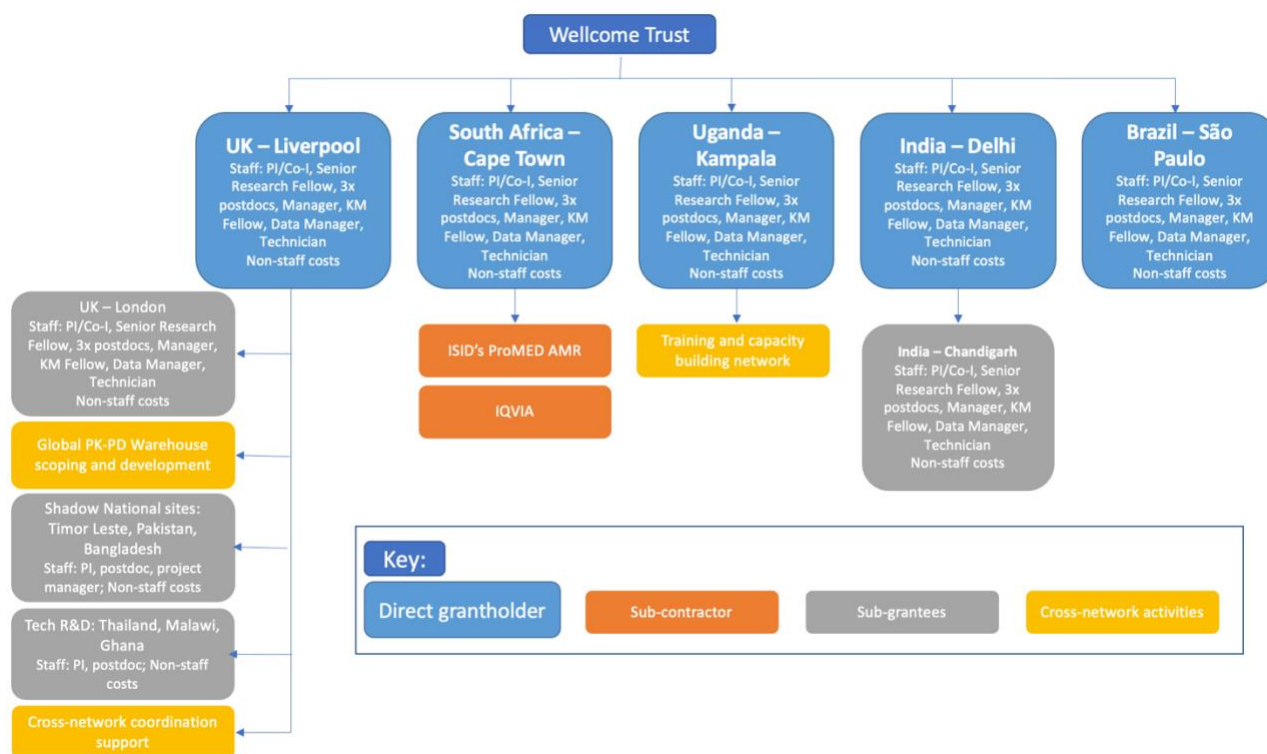 Wellcome Trust
UK – Liverpool
Staff: PI/Co-I, Senior
Research Fellow, 3x
postdocs, Manager, KM
Fellow, Data Manager,
Technician
Non-staff costs
South Africa –
Cape Town
Staff: PI/Co-I, Senior
Research Fellow, 3x
postdocs, Manager, KM
Fellow, Data Manager,
Technician
Non-staff costs
Uganda –
Kampala
Staff: PI/Co-I, Senior
Research Fellow, 3x
postdocs, Manager, KM
Fellow, Data Manager,
Technician
Non-staff costs
India – Delhi
Staff: PI/Co-I, Senior
Research Fellow, 3x
postdocs, Manager, KM
Fellow, Data Manager,
Technician
Non-staff costs
Brazil – São
Paulo
Staff: PI/Co-I, Senior
Research Fellow, 3x
postdocs, Manager, KM
Fellow, Data Manager,
Technician
Non-staff costs
UK – London
Staff: PI/Co-I, Senior Research
Fellow, 3x postdocs, Manager,
KM Fellow, Data Manager,
Technician
Non-staff costs
Global PK-PD Warehouse
scoping and development
Shadow National sites:
Timor Leste, Pakistan,
Bangladesh
Staff: PI, postdoc, project
manager; Non-staff costs
Tech R&D: Thailand, Malawi,
Ghana
Staff: PI, postdoc; Non-staff
costs
Cross-network coordination
support
ISID's ProMED AMR
IQVIA
Training and capacity
building network
India – Chandigarh
Staff: PI/Co-I, Senior
Research Fellow, 3x
postdocs, Manager, KM
Fellow, Data Manager,
Technician
Non-staff costs
Key:
Direct grantholder
Sub-contractor
Sub-grantees
Cross-network activities